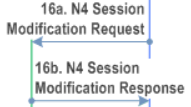 16a. N4 Session
Modification Request
16b. N4 Session
Modification Response